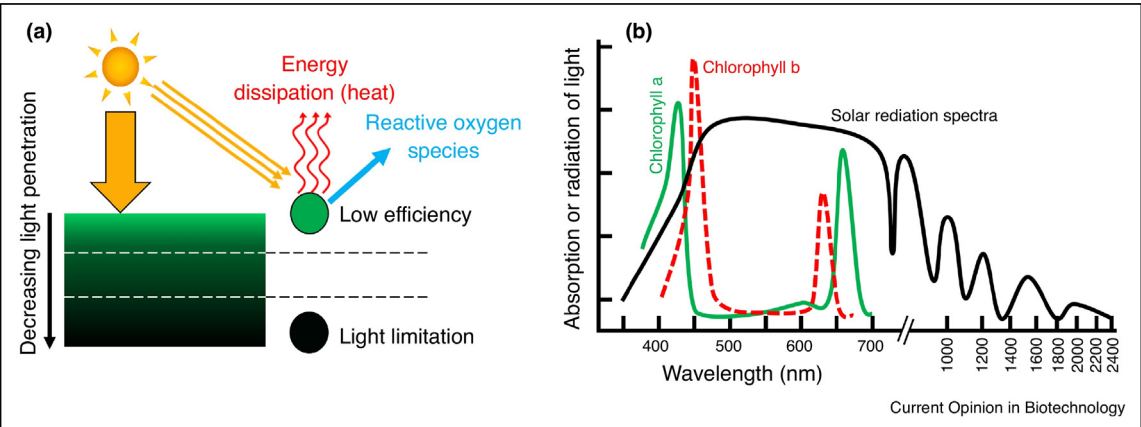 (a)
Energy
dissipation (heat)
Reactive oxygen
species
Low efficiency
Light limitation
Decreasing light penetration
(b)
Chlorophyll b
Chlorophyll a
Solar rediation spectra
Absorption or radiation of light
400 500 600 700 1000 1200 1400 1600 1800 2000 2200 2400
Wavelength (nm)
Current Opinion in Biotechnology